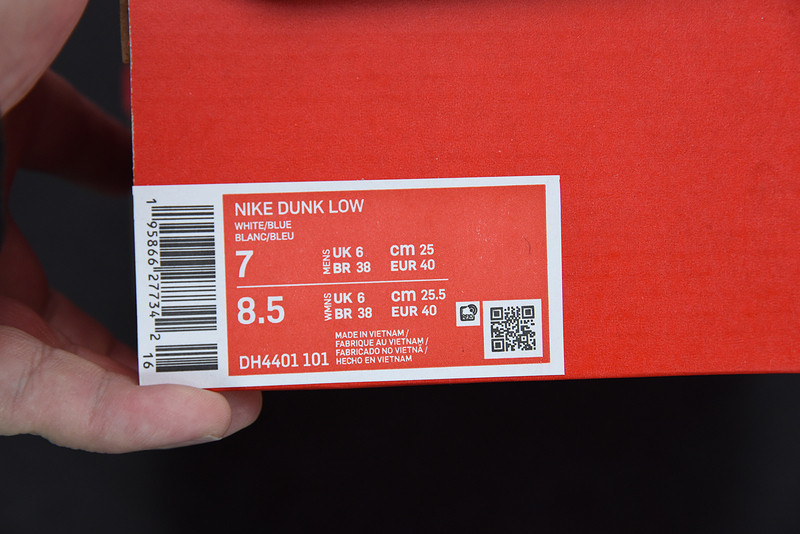 1 95866 27734 2 16
NIKE DUNK LOW
WHITE/BLUE
BLANC/BLEU
7 MENS UK 6 cm 25
BR 38 EUR 40
8.5 WMNS UK 6 cm 25.5
BR 38 EUR 40
MADE IN VIETNAM /
FABRIQUE AU VIETNAM /
FABRICADO NO VIETNÃ /
HECHO EN VIETNAM
DH4401 101